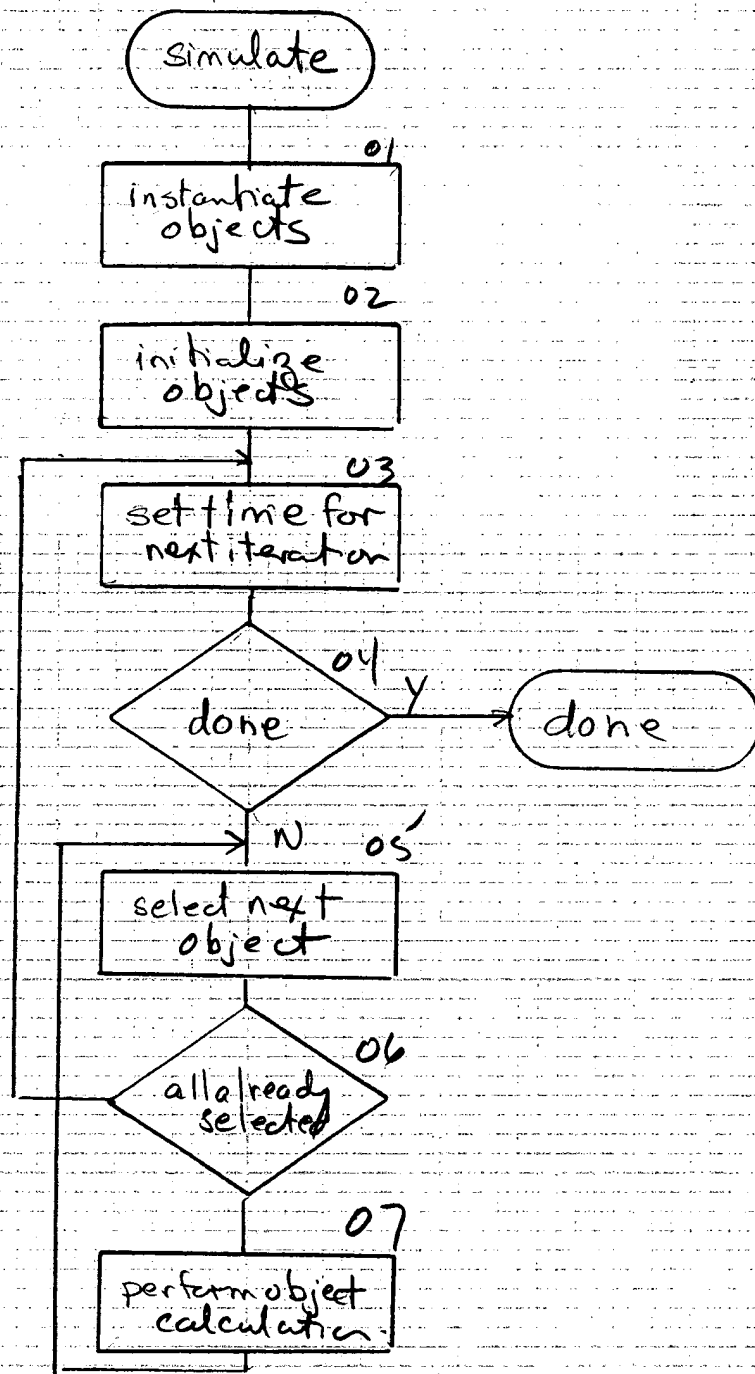 simulate
01
instantiate
objects
02
initialize
objects
03
set time for
next iteration
04
done
Y
done
N
05
select next
object
06
all already
selected
07
perform object
calculation